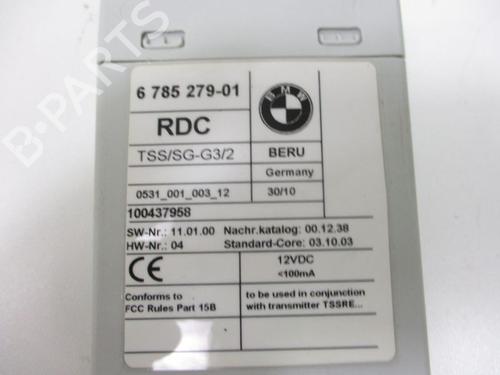 6 785 279-01
BMW
RDC
TSS/SG-G3/2
BERU
Germany
0531_001_003_12
30/10
100437958
SW-Nr.: 11.01.00 Nachr.katalog: 00.12.38
HW-Nr.: 04 Standard-Core: 03.10.03
CE
12VDC
<100mA
Conforms to
FCC Rules Part 15B
to be used in conjunction
with transmitter TSSRE...
B-PARTS